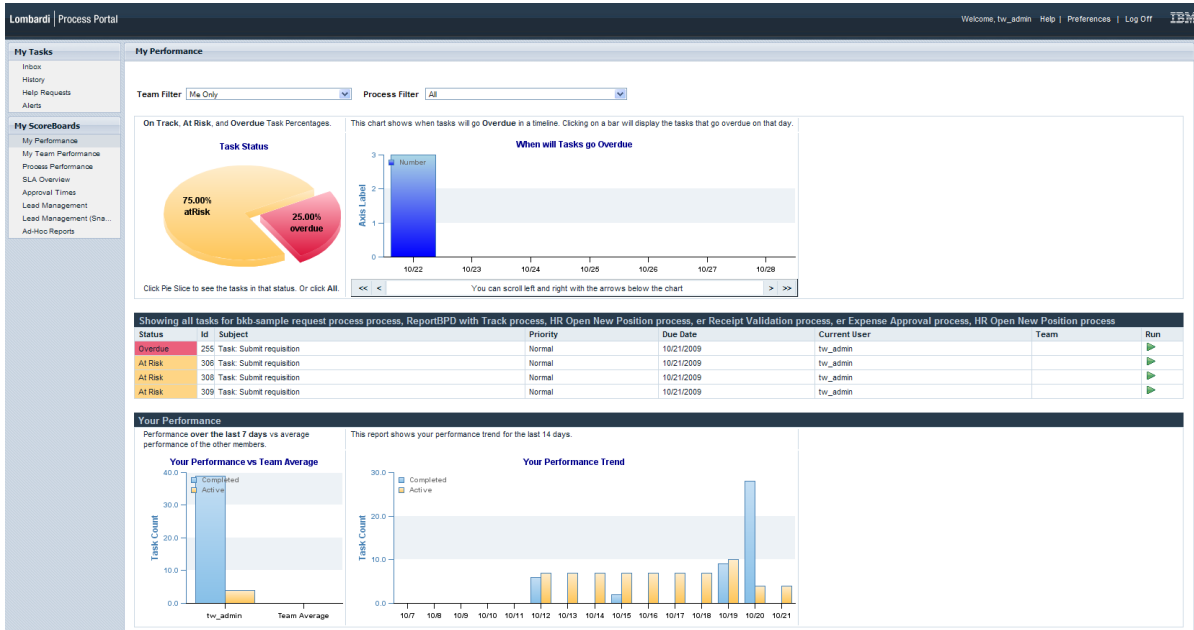 Lombardi | Process Portal
Welcome, tw_admin Help | Preferences | Log Off IBM
My Tasks
Inbox
History
Help Requests
Alerts
My ScoreBoards
My Performance
My Team Performance
Process Performance
SLA Overview
Approval Times
Lead Management
Lead Management (Sna...
Ad-Hoc Reports
My Performance
Team Filter Me Only Process Filter All
On Track, At Risk, and Overdue Task Percentages.
Task Status
75.00%
atRisk
25.00%
overdue
Click Pie Slice to see the tasks in that status. Or click All.
This chart shows when tasks will go Overdue in a timeline. Clicking on a bar will display the tasks that go overdue on that day.
When will Tasks go Overdue
Number
Axis Label
3
2
1
0
10/22 10/23 10/24 10/25 10/26 10/27 10/28
<< < You can scroll left and right with the arrows below the chart > >>
Showing all tasks for bkb-sample request process process, ReportBPD with Track process, HR Open New Position process, er Receipt Validation process, er Expense Approval process, HR Open New Position process
Status Id Subject Priority Due Date Current User Team Run
Overdue 255 Task: Submit requisition Normal 10/21/2009 tw_admin
At Risk 306 Task: Submit requisition Normal 10/21/2009 tw_admin
At Risk 308 Task: Submit requisition Normal 10/21/2009 tw_admin
At Risk 309 Task: Submit requisition Normal 10/21/2009 tw_admin
Your Performance
Performance over the last 7 days vs average
performance of the other members.
Your Performance vs Team Average
Completed
Active
Task Count
40.0
30.0
20.0
10.0
0.0
tw_admin Team Average
This report shows your performance trend for the last 14 days.
Your Performance Trend
Completed
Active
Task Count
30.0
20.0
10.0
0.0
10/7 10/8 10/9 10/10 10/11 10/12 10/13 10/14 10/15 10/16 10/17 10/18 10/19 10/20 10/21